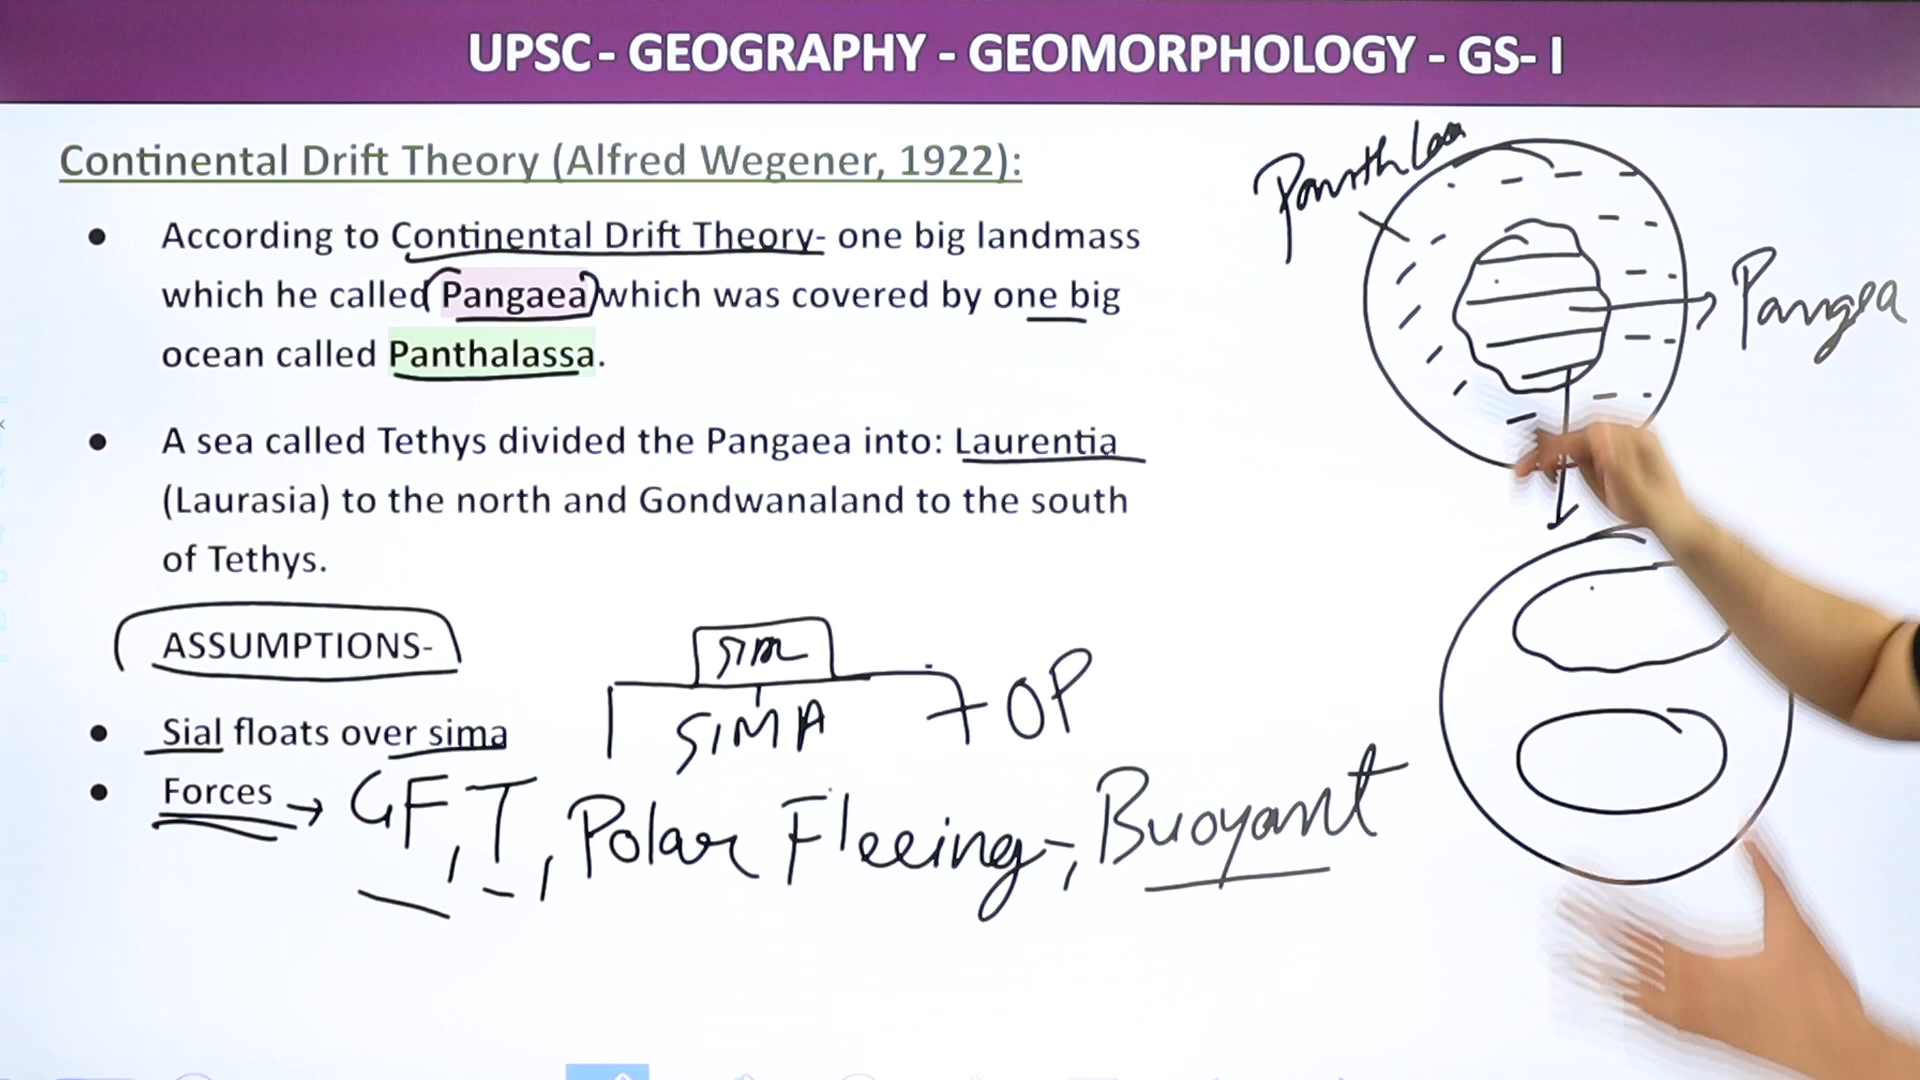 UPSC - GEOGRAPHY - GEOMORPHOLOGY - GS- I
Continental Drift Theory (Alfred Wegener, 1922):
● According to Continental Drift Theory- one big landmass
which he called Pangaea which was covered by one big
ocean called Panthalassa.
● A sea called Tethys divided the Pangaea into: Laurentia
(Laurasia) to the north and Gondwanaland to the south
of Tethys.
ASSUMPTIONS-
● Sial floats over sima
● Forces → GF, T, Polar Fleeing, Buoyant
SIMA
OP
Pangea